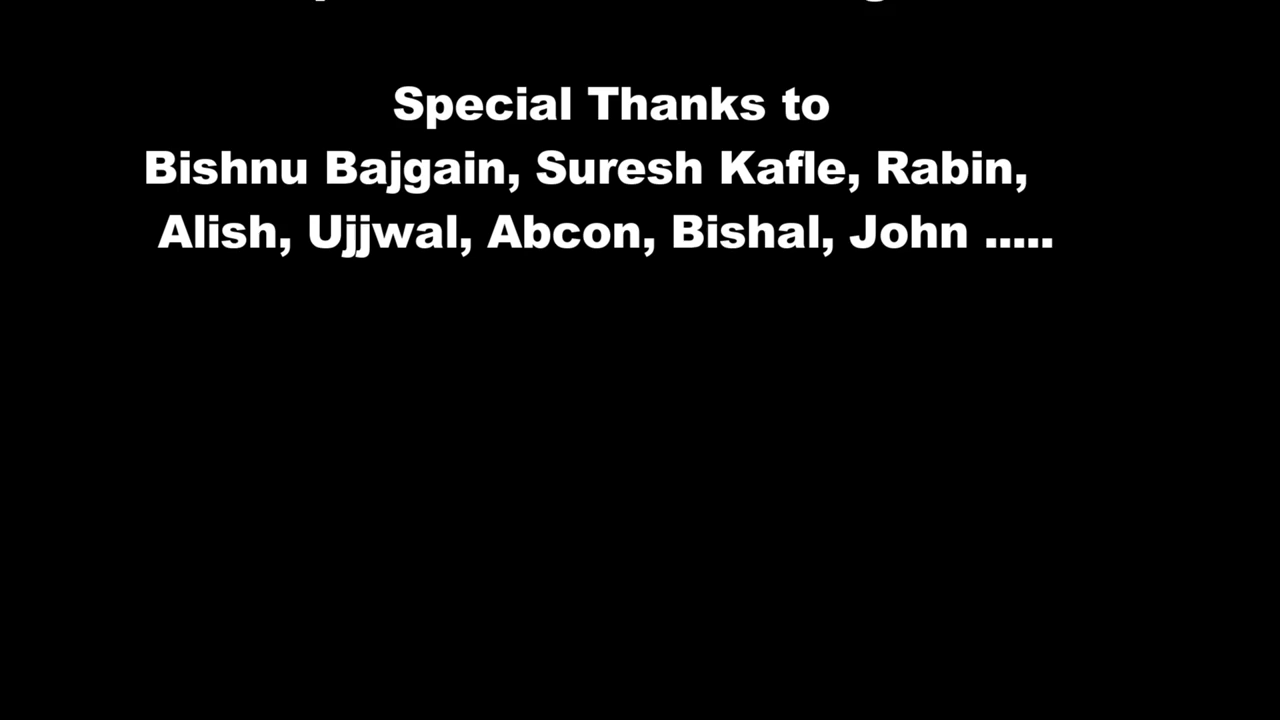 Special Thanks to
Bishnu Bajgain, Suresh Kafle, Rabin,
Alish, Ujjwal, Abcon, Bishal, John .....